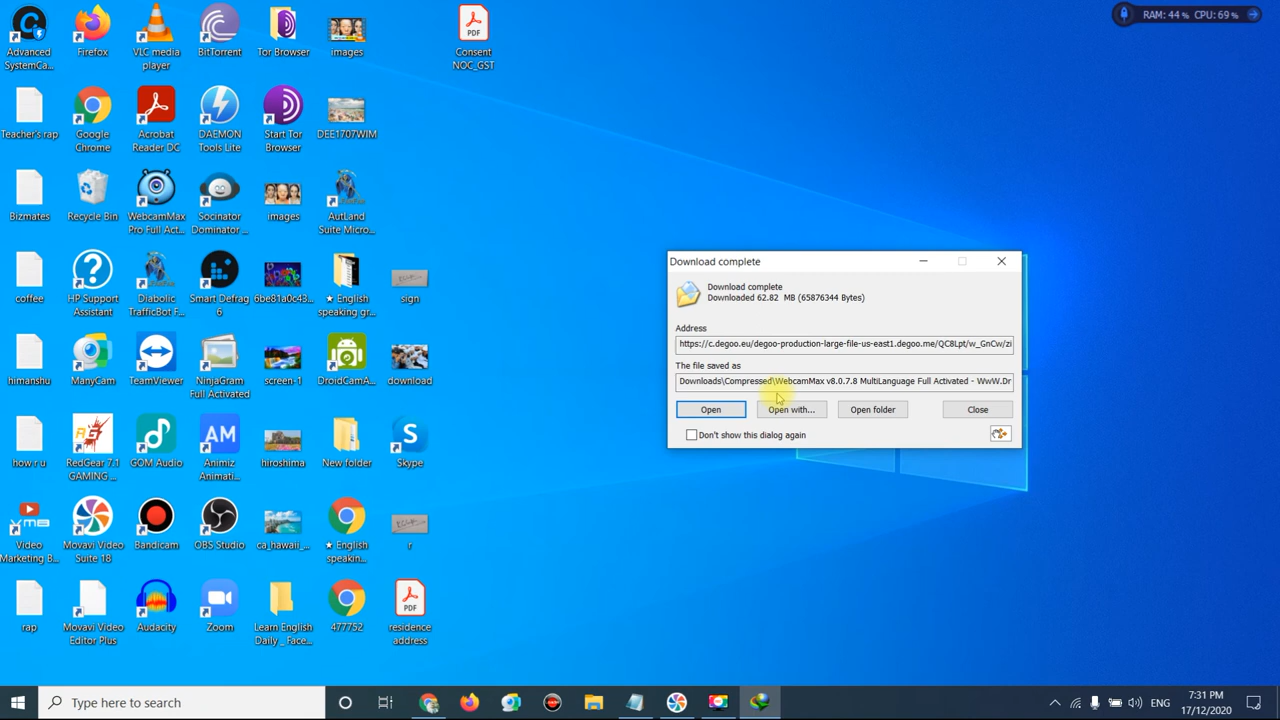 RAM: 44 % CPU: 69 %
Advanced SystemCa...
Firefox
VLC media player
BitTorrent
Tor Browser
images
PDF
Consent NOC_GST
Teacher's rap
Google Chrome
Acrobat Reader DC
DAEMON Tools Lite
Start Tor Browser
DEE1707WIM
Bizmates
Recycle Bin
WebcamMax Pro Full Act...
Socinator Dominator ...
images
AutLand Suite Micro...
coffee
HP Support Assistant
Diabolic TrafficBot F...
Smart Defrag 6
6be81a0c43...
★ English speaking gr...
sign
himanshu
ManyCam
TeamViewer
NinjaGram Full Activated
screen-1
DroidCamA...
download
how r u
RedGear 7.1 GAMING ...
GOM Audio
AM
Animiz Animati...
hiroshima
New folder
Skype
VMB
Video Marketing B...
Movavi Video Suite 18
Bandicam
OBS Studio
ca_hawaii_...
★ English speakin...
r
rap
Movavi Video Editor Plus
Audacity
Zoom
Learn English Daily _ Face...
477752
PDF
residence address
Download complete
Download complete
Downloaded 62.82 MB (65876344 Bytes)
Address
https://c.degoo.eu/degoo-production-large-file-us-east1.degoo.me/QC8Lpt/w_GnCw/zi
The file saved as
Downloads\Compressed\WebcamMax v8.0.7.8 MultiLanguage Full Activated - WwW.Dr
Open
Open with...
Open folder
Close
Don't show this dialog again
Type here to search
ENG
7:31 PM
17/12/2020